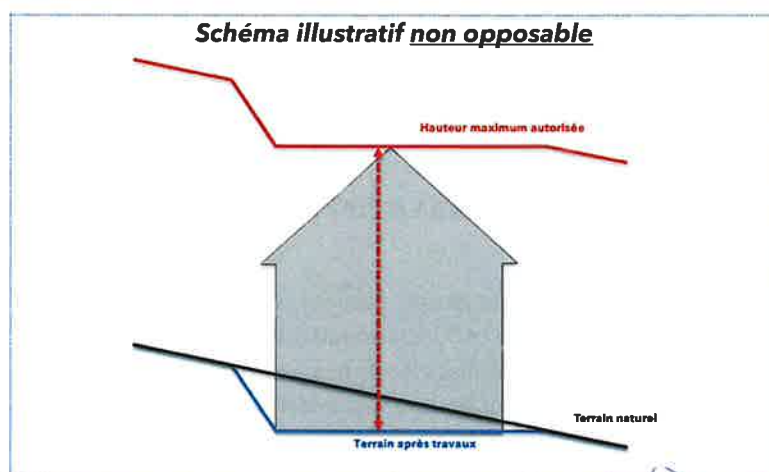 Schéma illustratif non opposable
Hauteur maximum autorisée
Terrain naturel
Terrain après travaux